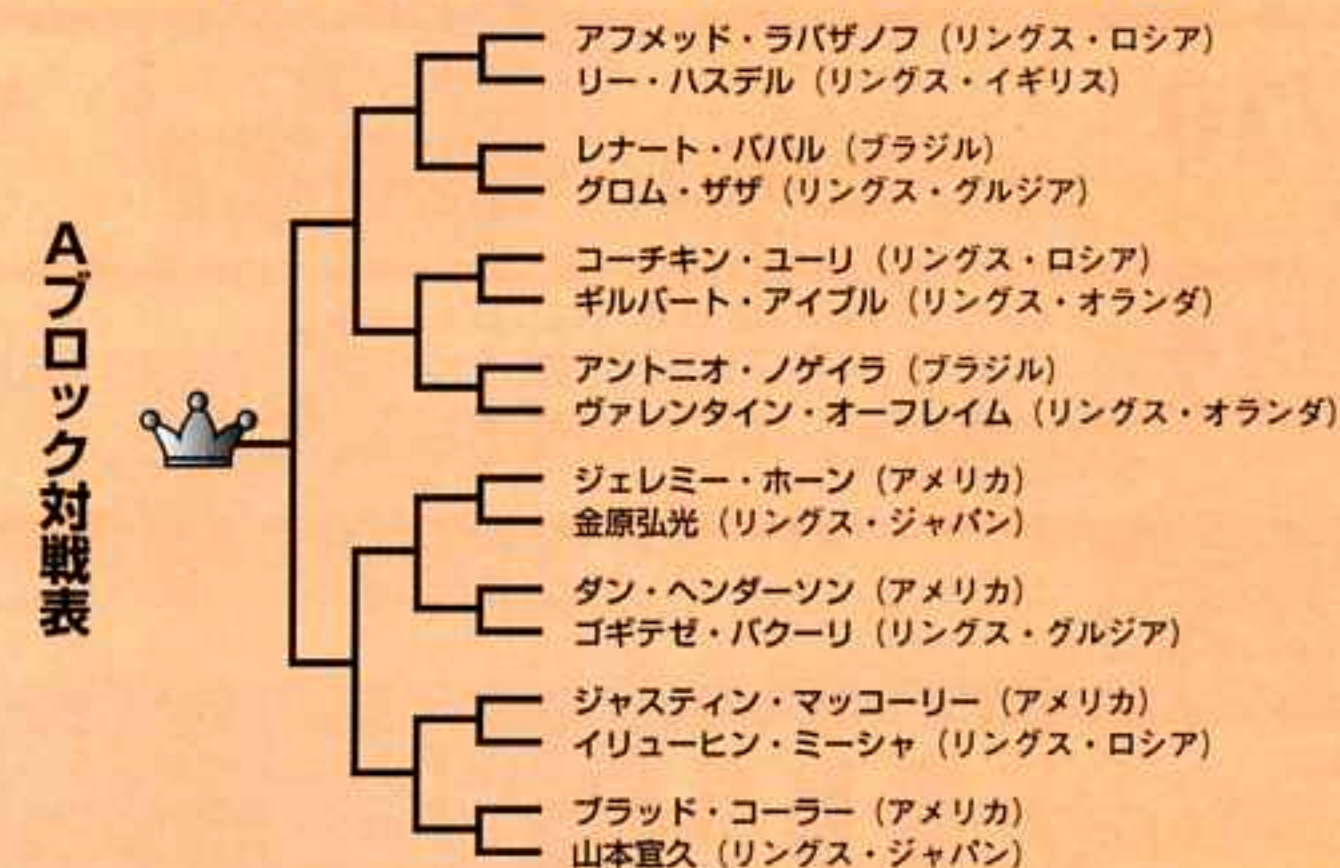 Aブロック対戦表
アフメッド・ラバザノフ（リングス・ロシア）
リー・ハスデル（リングス・イギリス）
レナート・ババル（ブラジル）
グロム・ザザ（リングス・グルジア）
コーチキン・ユーリ（リングス・ロシア）
ギルバート・アイブル（リングス・オランダ）
アントニオ・ノゲイラ（ブラジル）
ヴァレンタイン・オーフレイム（リングス・オランダ）
ジェレミー・ホーン（アメリカ）
金原弘光（リングス・ジャパン）
ダン・ヘンダーソン（アメリカ）
ゴギテゼ・バクーリ（リングス・グルジア）
ジャスティン・マッコーリー（アメリカ）
イリューヒン・ミーシャ（リングス・ロシア）
ブラッド・コーラー（アメリカ）
山本宜久（リングス・ジャパン）